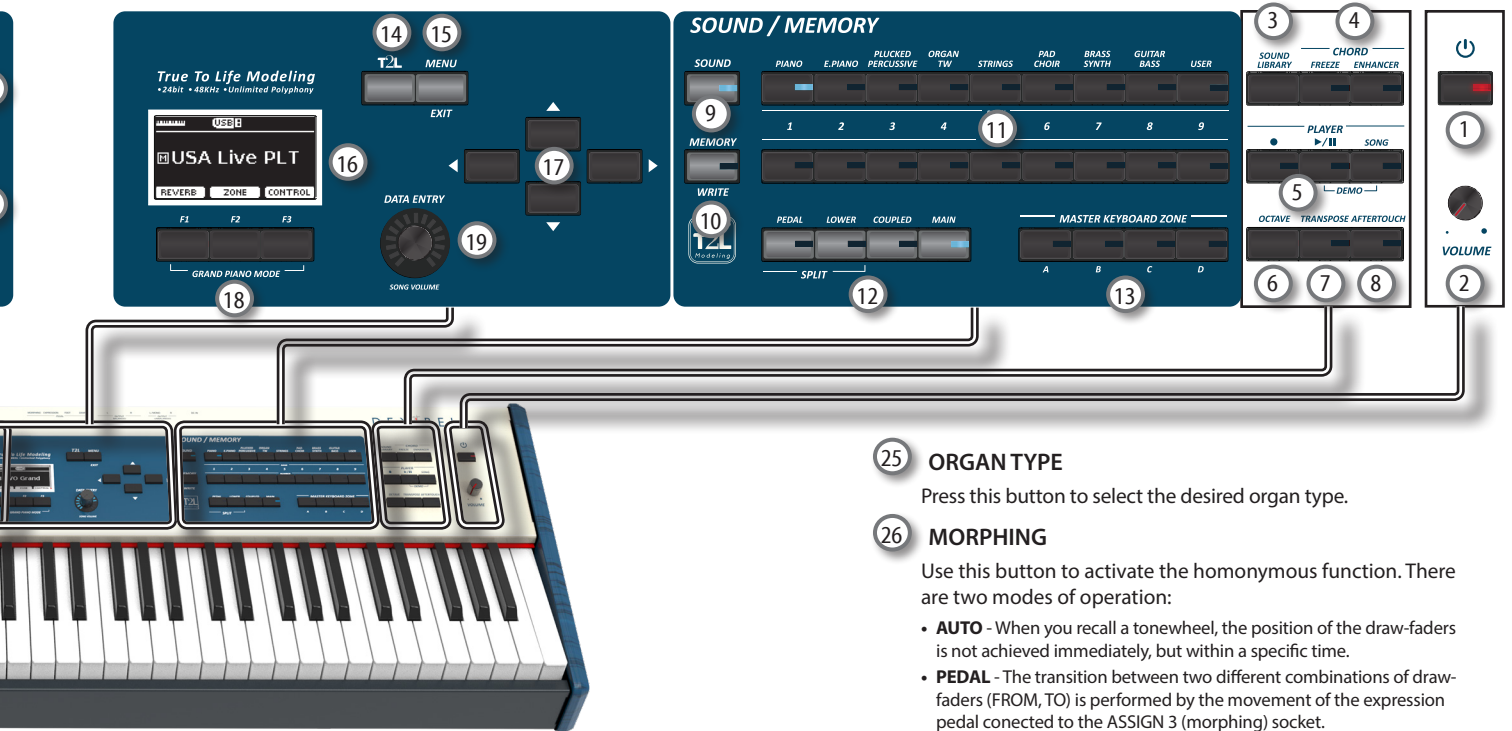 14 15
T2L MENU
EXIT
True To Life Modeling
•24bit •48KHz •Unlimited Polyphony
USB
M USA Live PLT
REVERB ZONE CONTROL
16
F1 F2 F3
GRAND PIANO MODE
18
17
DATA ENTRY
19
SONG VOLUME
SOUND / MEMORY
SOUND PIANO E.PIANO PLUCKED PERCUSSIVE ORGAN TW STRINGS PAD CHOIR BRASS SYNTH GUITAR BASS USER
9
1 2 3 4 11 6 7 8 9
MEMORY
WRITE
10
T2L
Modeling
PEDAL LOWER COUPLED MAIN
SPLIT
12
MASTER KEYBOARD ZONE
A B C D
13
3 4
SOUND LIBRARY
CHORD
FREEZE ENHANCER
PLAYER
SONG
5
DEMO
OCTAVE TRANSPOSE AFTERTOUCH
6 7 8
1
VOLUME
2
SOUND / MEMORY
25 ORGAN TYPE
Press this button to select the desired organ type.
26 MORPHING
Use this button to activate the homonymous function. There
are two modes of operation:
• AUTO - When you recall a tonewheel, the position of the draw-faders
is not achieved immediately, but within a specific time.
• PEDAL - The transition between two different combinations of draw-
faders (FROM, TO) is performed by the movement of the expression
pedal conected to the ASSIGN 3 (morphing) socket.